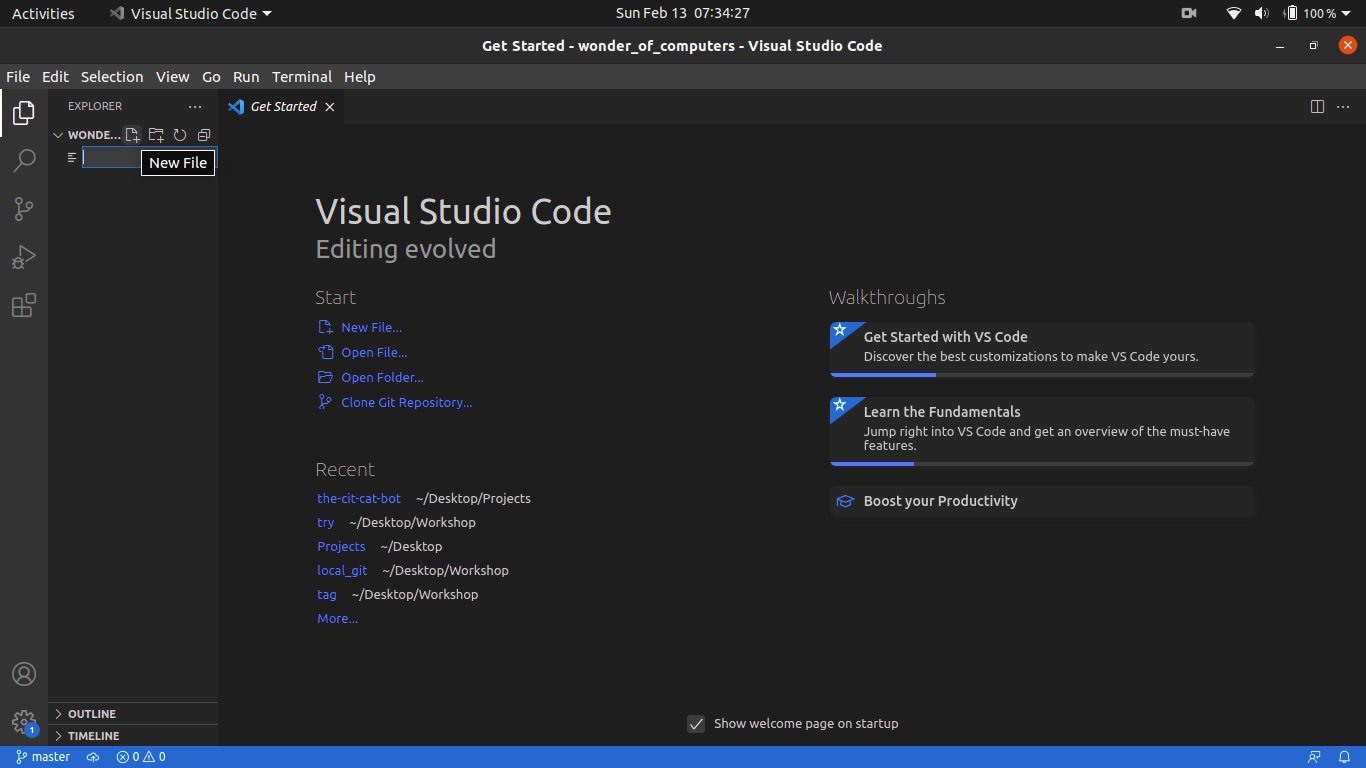 Activities
Visual Studio Code
Sun Feb 13 07:34:27
100 %
Get Started - wonder_of_computers - Visual Studio Code
File Edit Selection View Go Run Terminal Help
EXPLORER
Get Started
WONDE...
New File
Visual Studio Code
Editing evolved
Start
New File...
Open File...
Open Folder...
Clone Git Repository...
Recent
the-cit-cat-bot ~/Desktop/Projects
try ~/Desktop/Workshop
Projects ~/Desktop
local_git ~/Desktop/Workshop
tag ~/Desktop/Workshop
More...
Walkthroughs
Get Started with VS Code
Discover the best customizations to make VS Code yours.
Learn the Fundamentals
Jump right into VS Code and get an overview of the must-have
features.
Boost your Productivity
OUTLINE
TIMELINE
1
Show welcome page on startup
master
0 0